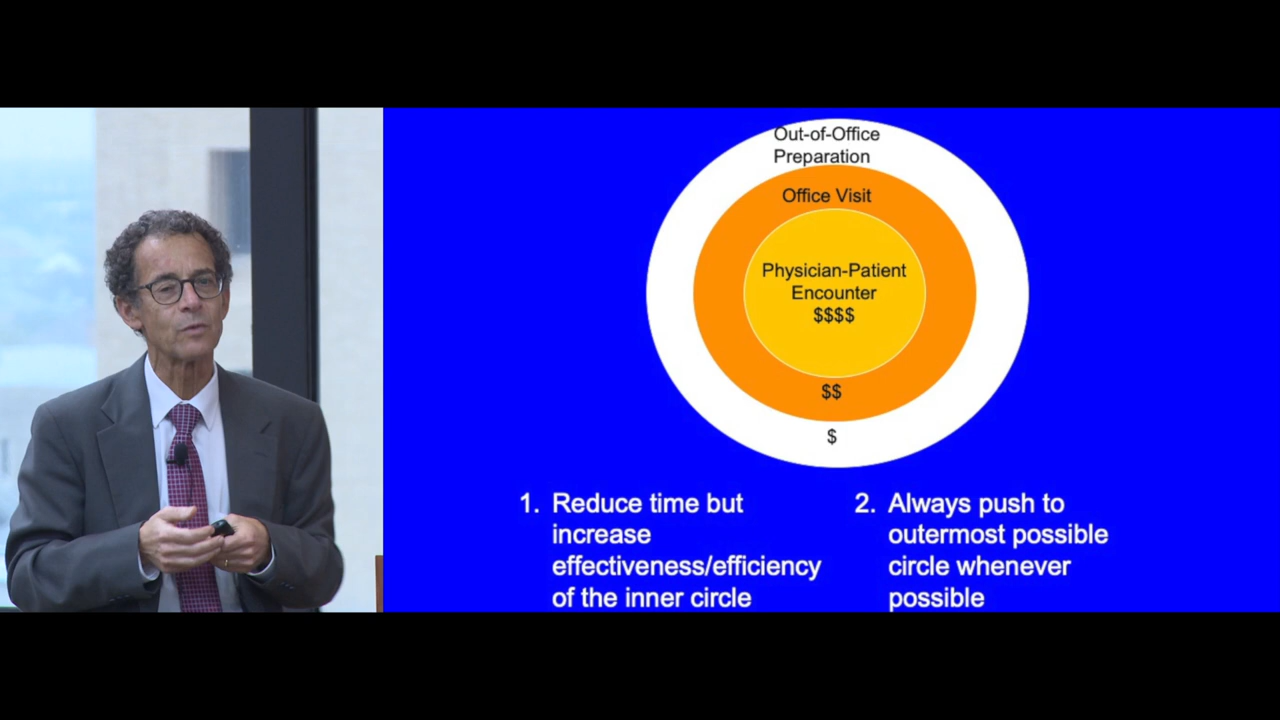 Out-of-Office
Preparation
Office Visit
Physician-Patient
Encounter
$$$$
$$
$
1. Reduce time but
increase
effectiveness/efficiency
of the inner circle
2. Always push to
outermost possible
circle whenever
possible